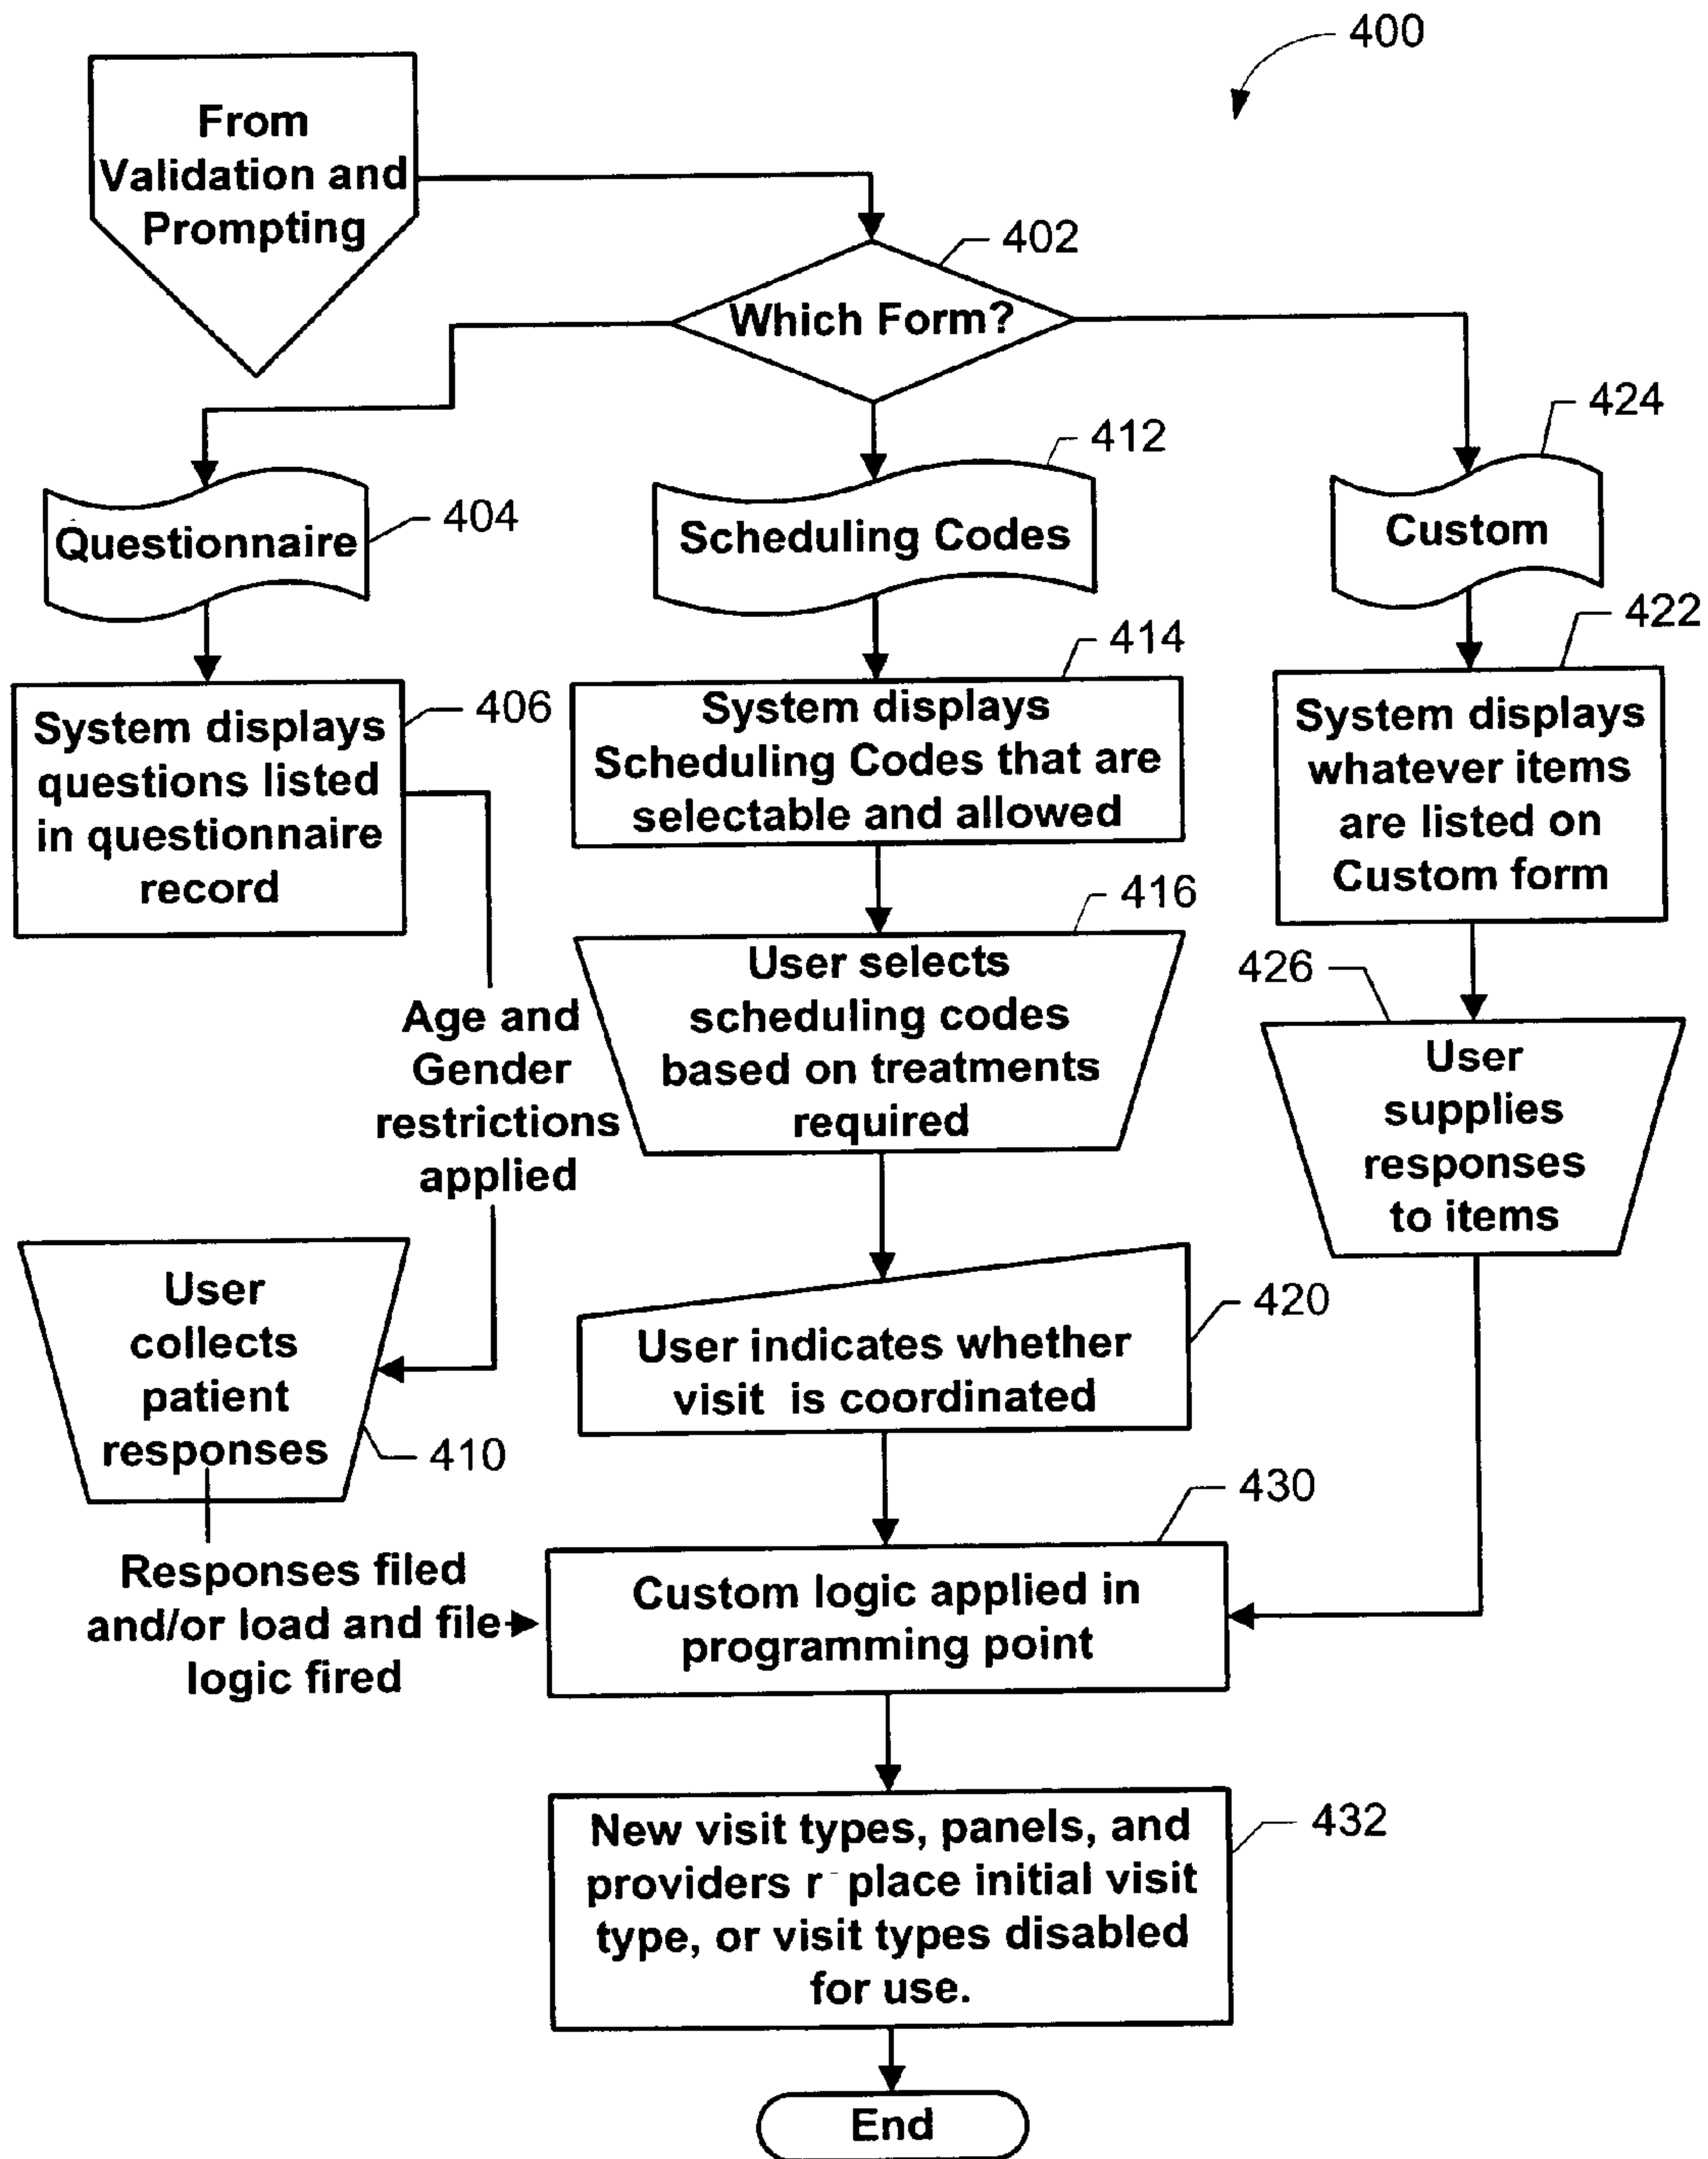 400
From
Validation and
Prompting
402
Which Form?
424
412
404
Questionnaire
Scheduling Codes
Custom
422
414
406
System displays
questions listed
in questionnaire
record
System displays
Scheduling Codes that are
selectable and allowed
System displays
whatever items
are listed on
Custom form
416
426
Age and
Gender
restrictions
applied
User selects
scheduling codes
based on treatments
required
User
supplies
responses
to items
User
collects
patient
responses
410
420
User indicates whether
visit is coordinated
430
Responses filed
and/or load and file
logic fired
Custom logic applied in
programming point
432
New visit types, panels, and
providers r place initial visit
type, or visit types disabled
for use.
End